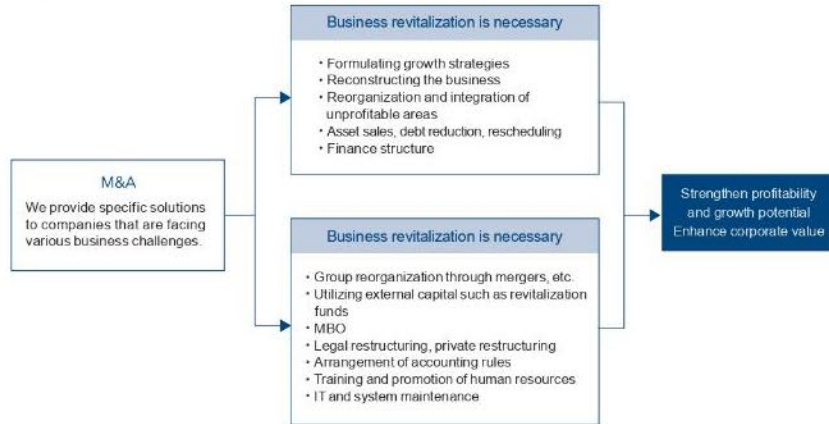 Business revitalization is necessary
• Formulating growth strategies
• Reconstructing the business
• Reorganization and integration of
unprofitable areas
• Asset sales, debt reduction, rescheduling
• Finance structure
M&A
We provide specific solutions
to companies that are facing
various business challenges.
Business revitalization is necessary
• Group reorganization through mergers, etc.
• Utilizing external capital such as revitalization
funds
• MBO
• Legal restructuring, private restructuring
• Arrangement of accounting rules
• Training and promotion of human resources
• IT and system maintenance
Strengthen profitability
and growth potential
Enhance corporate value